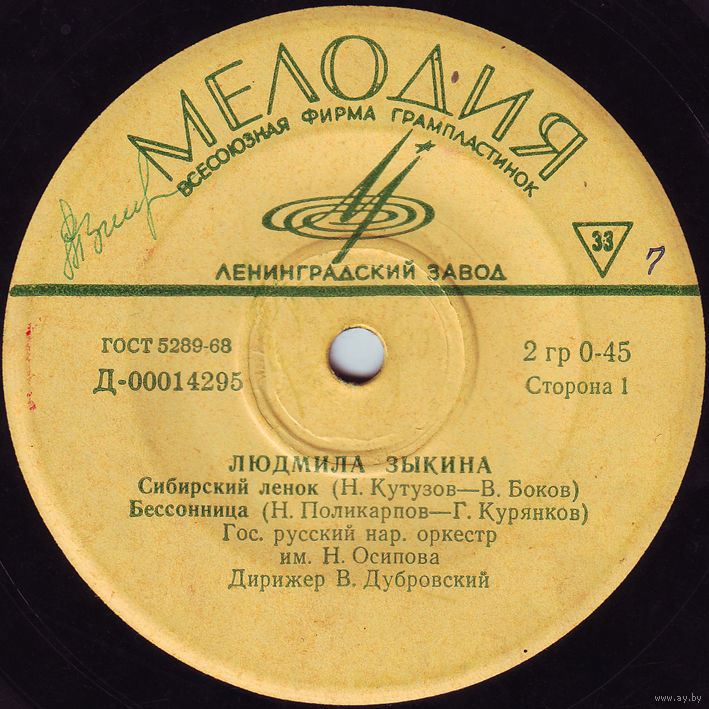 МЕЛОДИЯ
ВСЕСОЮЗНАЯ ФИРМА ГРАМПЛАСТИНОК
33
7
ЛЕНИНГРАДСКИЙ ЗАВОД
ГОСТ 5289-68
2 гр 0-45
Д-00014295
Сторона 1
ЛЮДМИЛА ЗЫКИНА
Сибирский ленок (Н. Кутузов—В. Боков)
Бессонница (Н. Поликарпов—Г. Курянков)
Гос. русский нар. оркестр
им. Н. Осипова
Дирижер В. Дубровский
www.ay.by